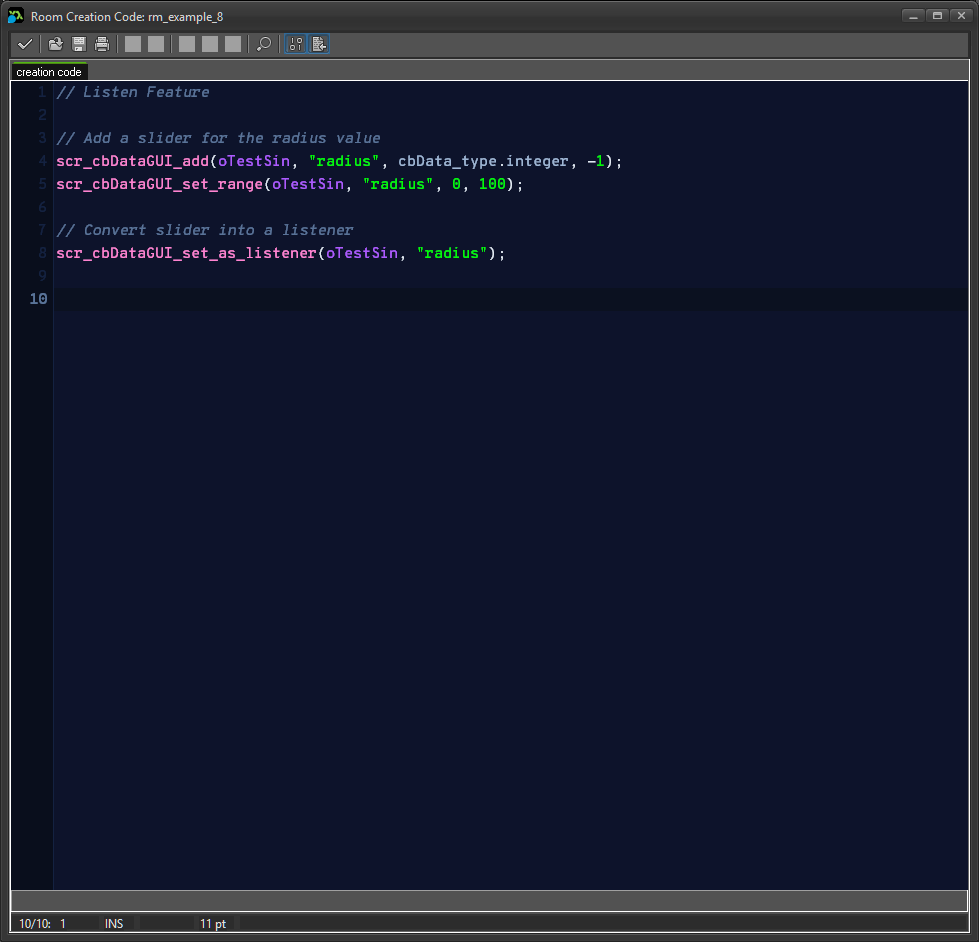 Room Creation Code: rm_example_8
creation code
1 // Listen Feature
2
3 // Add a slider for the radius value
4 scr_cbDataGUI_add(oTestSin, "radius", cbData_type.integer, -1);
5 scr_cbDataGUI_set_range(oTestSin, "radius", 0, 100);
6
7 // Convert slider into a listener
8 scr_cbDataGUI_set_as_listener(oTestSin, "radius");
9
10
10/10: 1 INS 11 pt